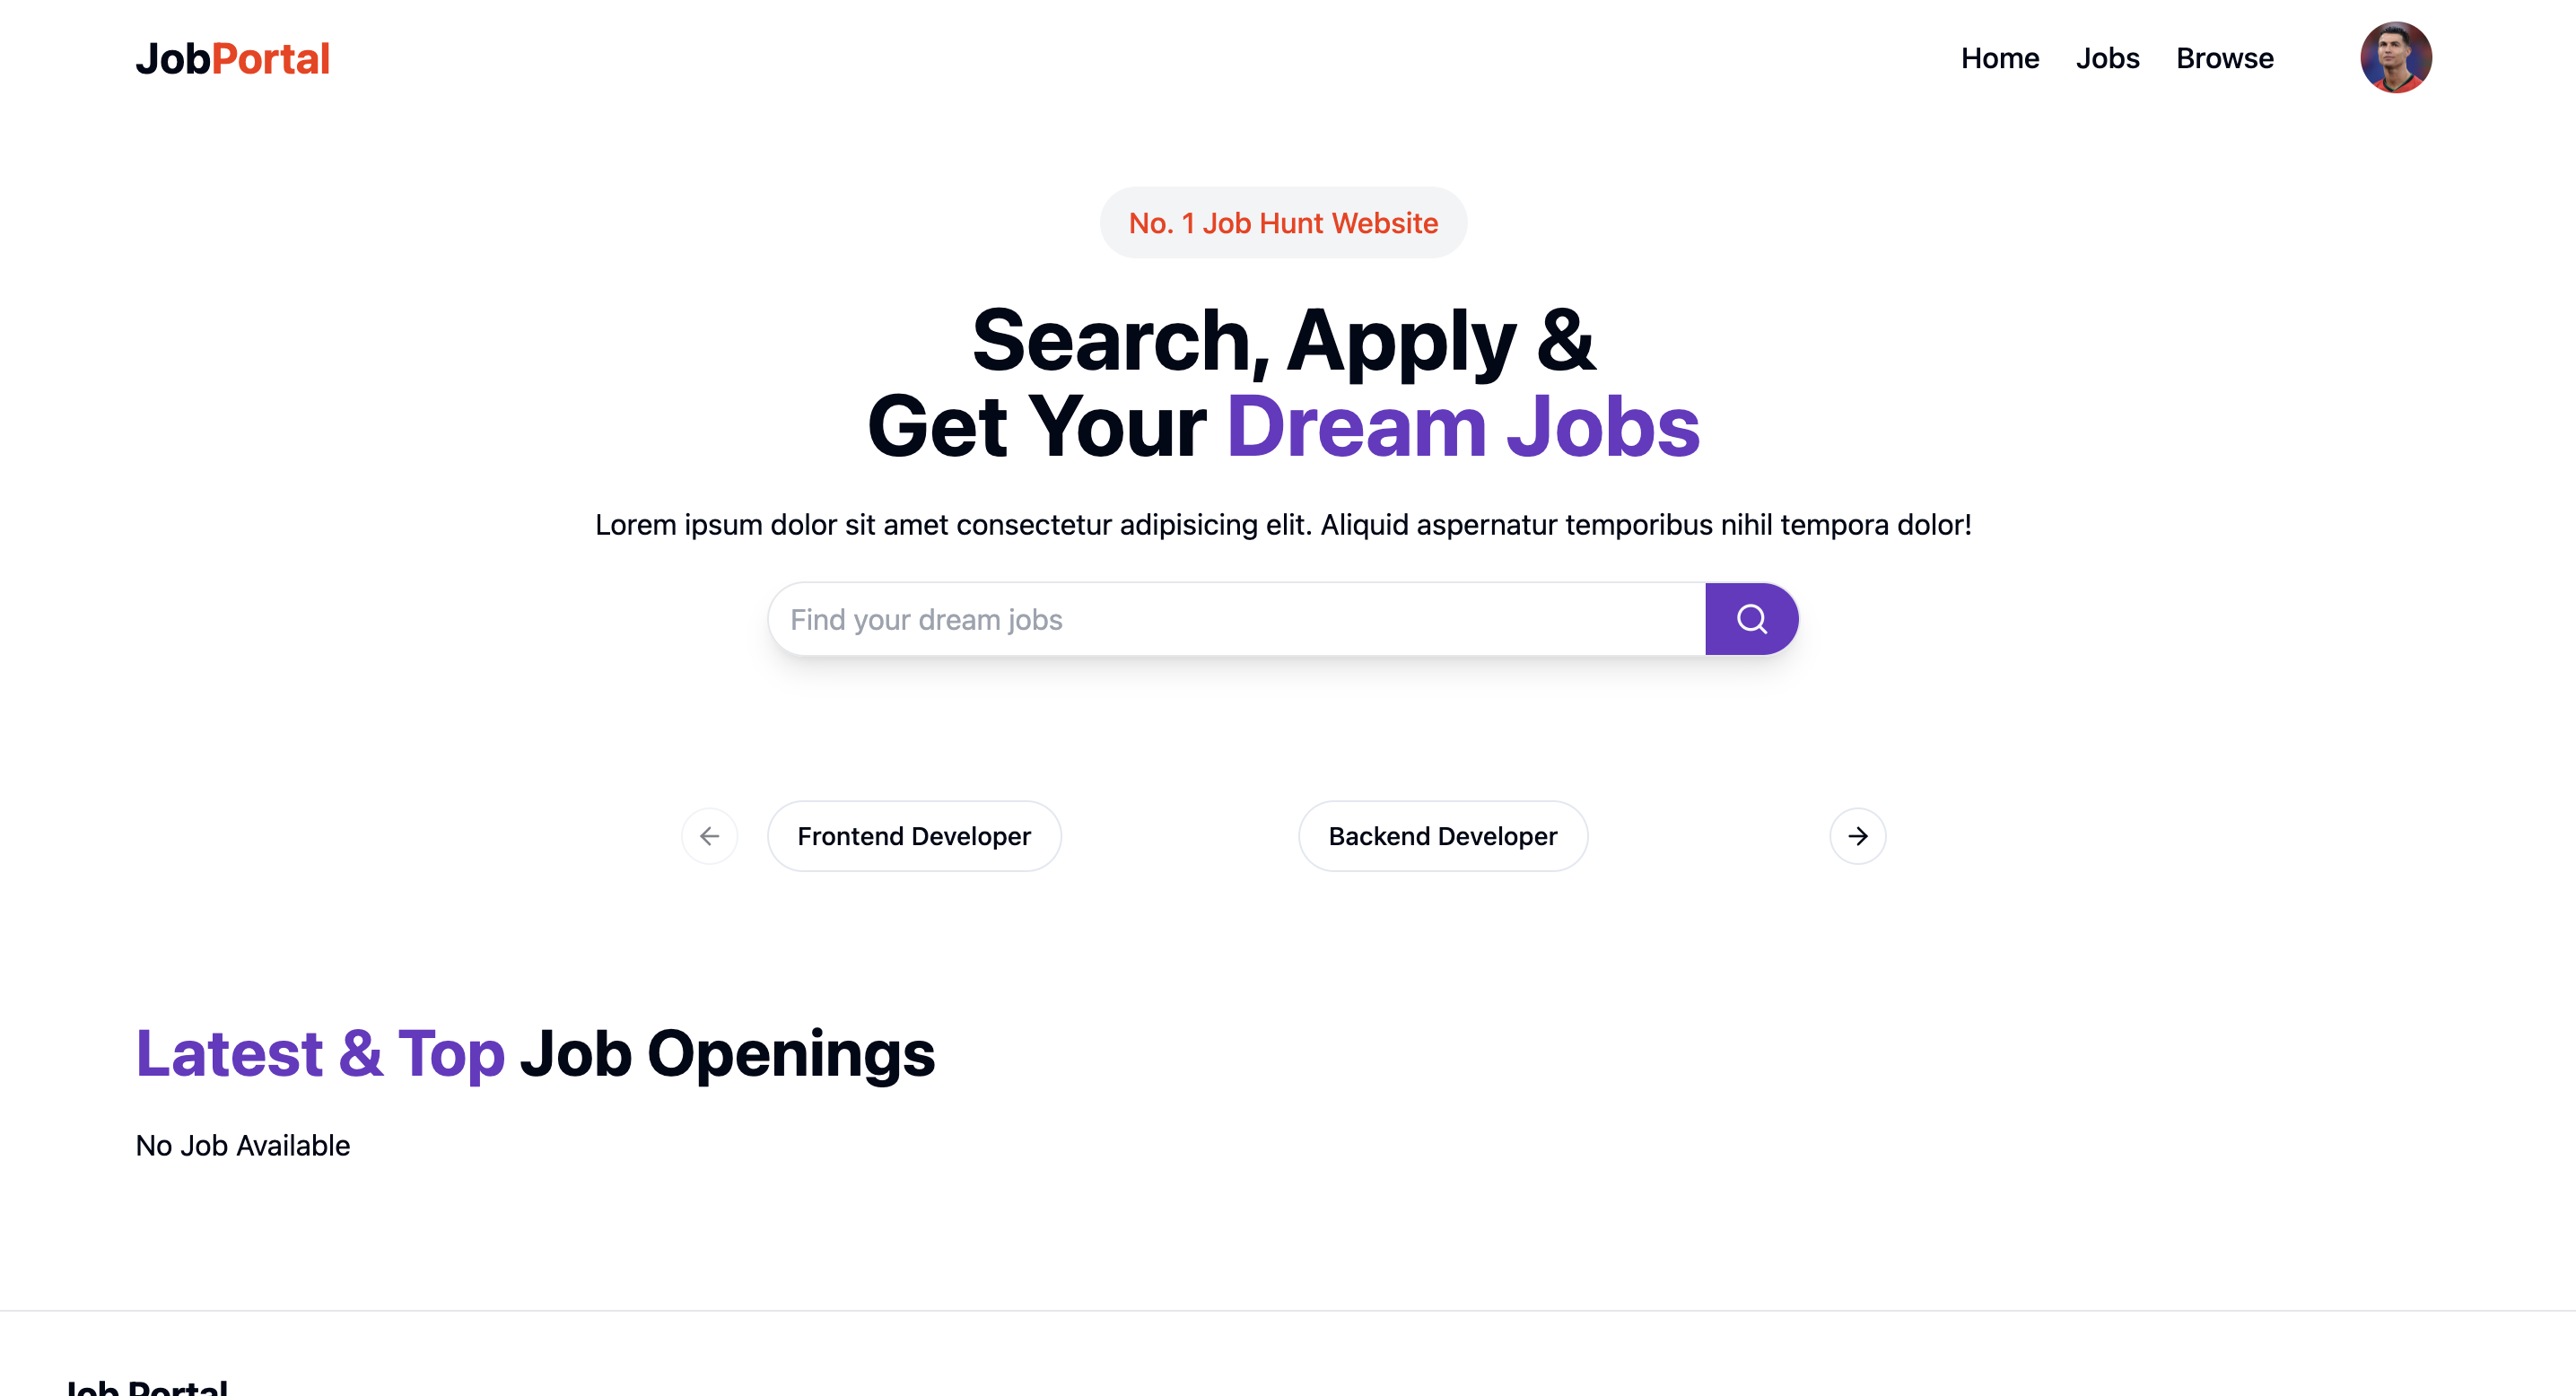 JobPortal
Home Jobs Browse
No. 1 Job Hunt Website
Search, Apply &
Get Your Dream Jobs
Lorem ipsum dolor sit amet consectetur adipisicing elit. Aliquid aspernatur temporibus nihil tempora dolor!
Find your dream jobs
Frontend Developer
Backend Developer
Latest & Top Job Openings
No Job Available
Job Portal